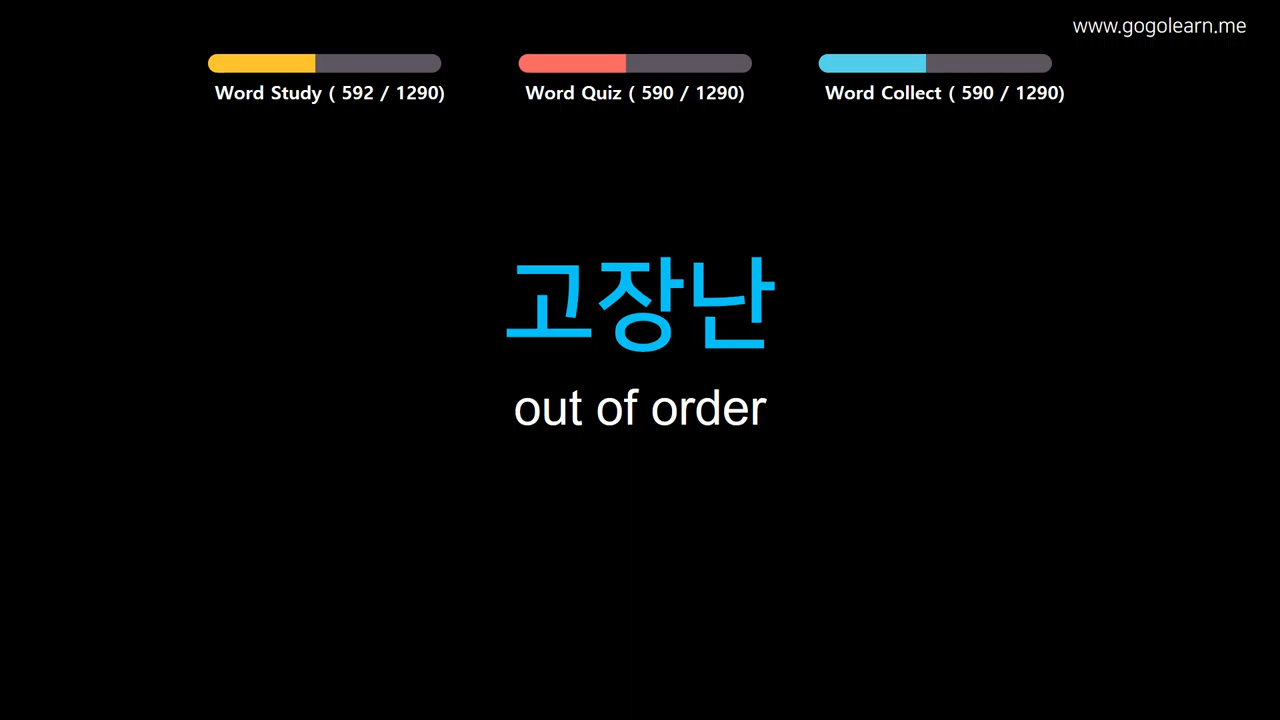 www.gogolearn.me
Word Study ( 592 / 1290)
Word Quiz ( 590 / 1290)
Word Collect ( 590 / 1290)
고장난
out of order